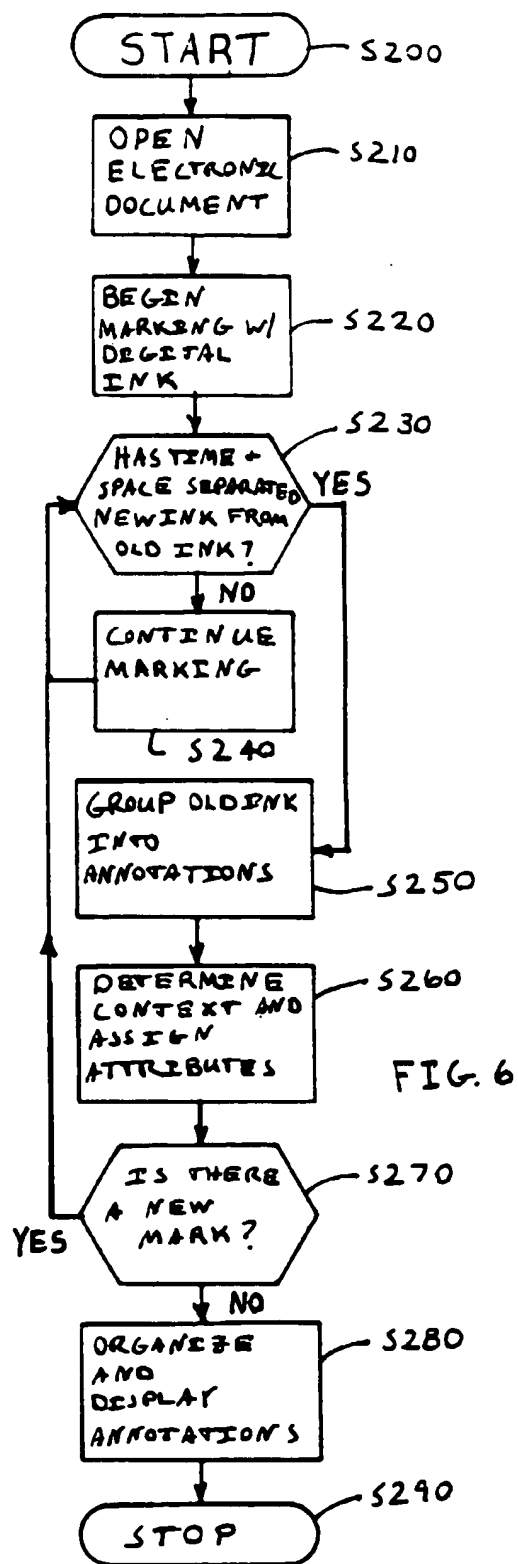 START
S200
OPEN
ELECTRONIC
DOCUMENT
S210
BEGIN
MARKING W/
DIGITAL
INK
S220
HAS TIME +
SPACE SEPARATED
NEW INK FROM
OLD INK?
S230
YES
NO
CONTINUE
MARKING
S240
GROUP OLD INK
INTO
ANNOTATIONS
S250
DETERMINE
CONTEXT AND
ASSIGN
ATTRIBUTES
S260
FIG. 6
IS THERE
A NEW
MARK?
S270
YES
NO
ORGANIZE
AND
DISPLAY
ANNOTATIONS
S280
STOP
S290